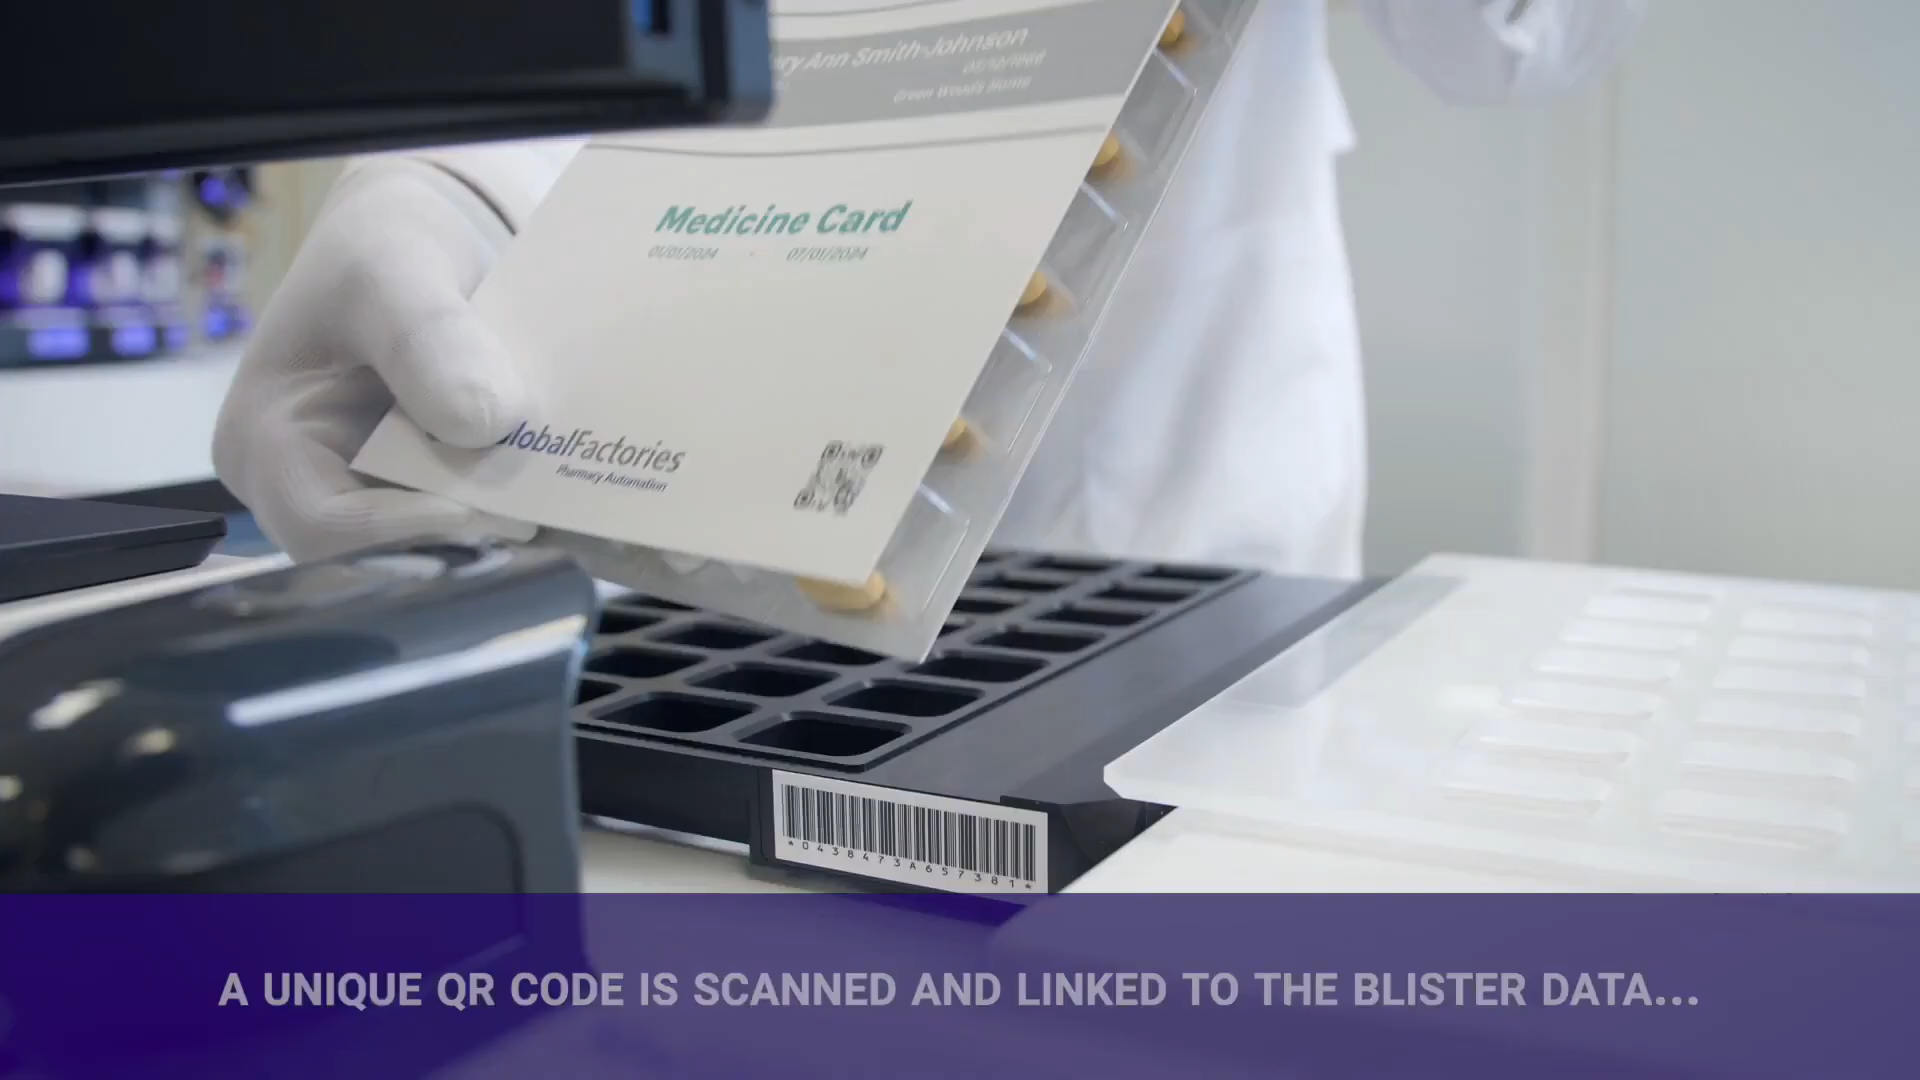 ry Ann Smith-Johnson
Green Woods Home
Medicine Card
01/01/2024 - 07/01/2024
lobalFactories
Pharmacy Automation
*0438473A657381*
A UNIQUE QR CODE IS SCANNED AND LINKED TO THE BLISTER DATA...